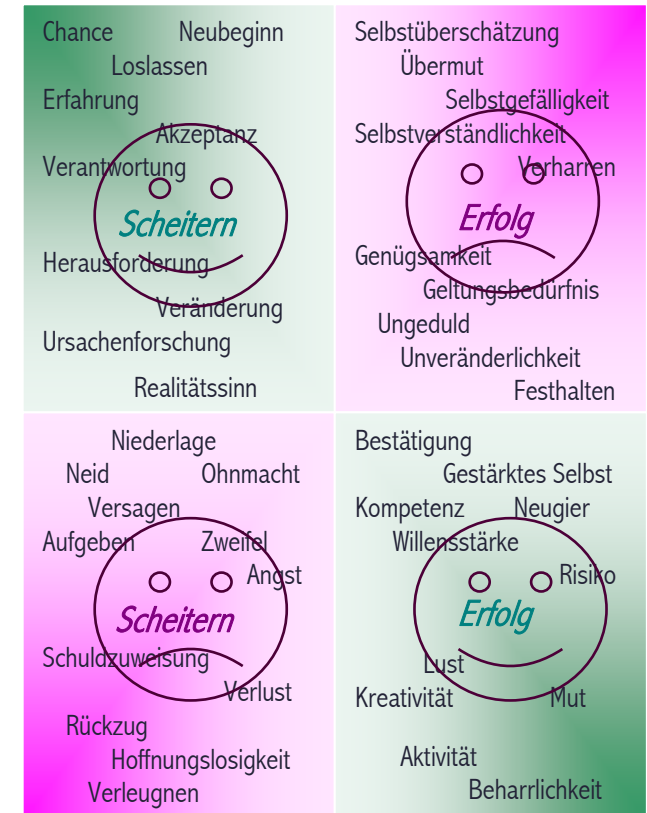 Chance Neubeginn
Loslassen
Erfahrung
Akzeptanz
Verantwortung
Scheitern
Herausforderung
Veränderung
Ursachenforschung
Realitätssinn
Selbstüberschätzung
Übermut
Selbstgefälligkeit
Selbstverständlichkeit
Verharren
Erfolg
Genügsamkeit
Geltungsbedürfnis
Ungeduld
Unveränderlichkeit
Festhalten
Niederlage
Neid Ohnmacht
Versagen
Aufgeben Zweifel
Angst
Scheitern
Schuldzuweisung
Verlust
Rückzug
Hoffnungslosigkeit
Verleugnen
Bestätigung
Gestärktes Selbst
Kompetenz Neugier
Willensstärke
Risiko
Erfolg
Lust
Kreativität Mut
Aktivität
Beharrlichkeit